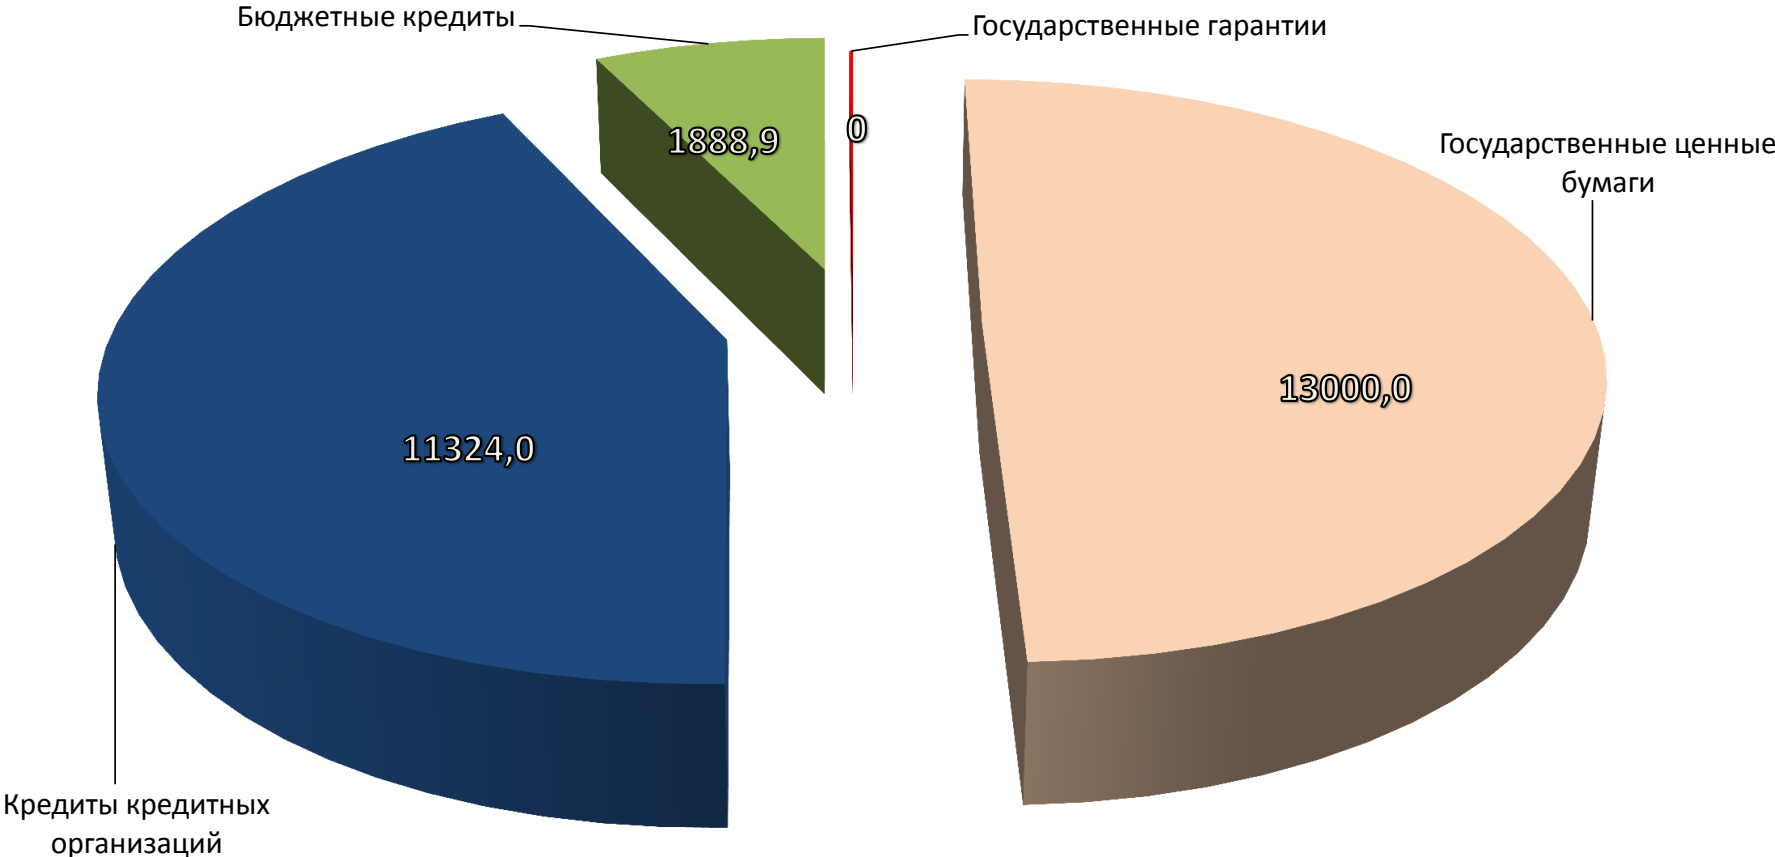 Бюджетные кредиты
Государственные гарантии
1888,9
0
Государственные ценные
бумаги
13000,0
11324,0
Кредиты кредитных
организаций